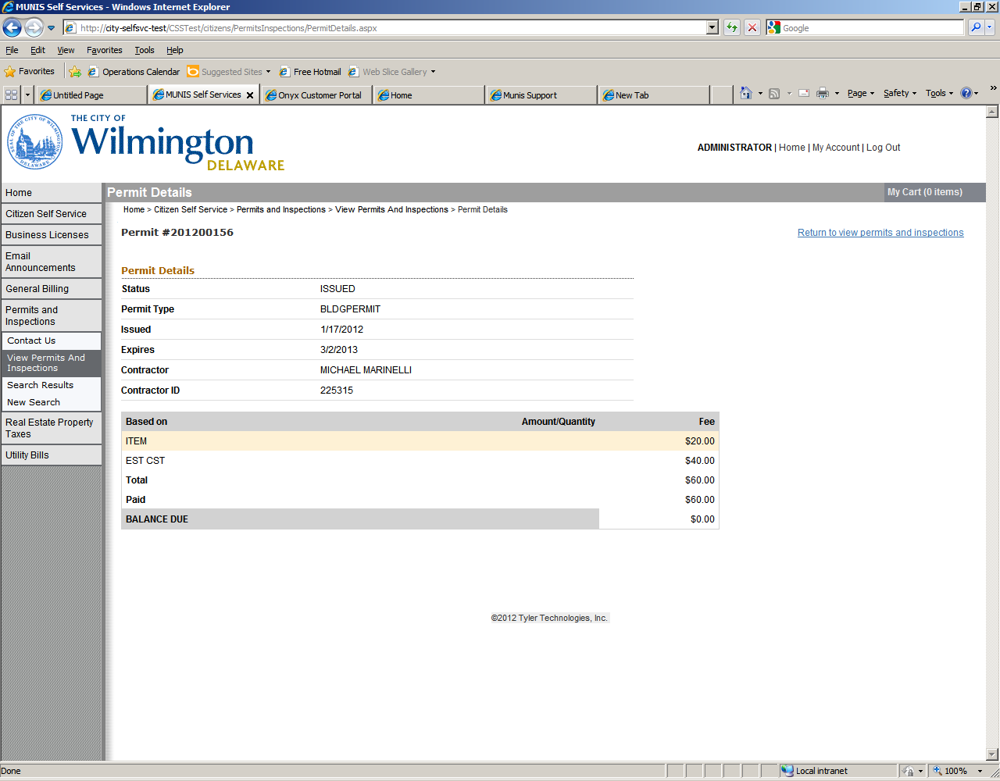 MUNIS Self Services - Windows Internet Explorer
http://city-selfsvc-test/CSSTest/citizens/PermitsInspections/PermitDetails.aspx
Google
File Edit View Favorites Tools Help
Favorites Operations Calendar Suggested Sites Free Hotmail Web Slice Gallery
Untitled Page MUNIS Self Services Onyx Customer Portal Home Munis Support New Tab Page Safety Tools
THE CITY OF
Wilmington
DELAWARE
ADMINISTRATOR | Home | My Account | Log Out
Permit Details
My Cart (0 items)
Home > Citizen Self Service > Permits and Inspections > View Permits And Inspections > Permit Details
Home
Citizen Self Service
Business Licenses
Email
Announcements
General Billing
Permits and
Inspections
Contact Us
View Permits And
Inspections
Search Results
New Search
Real Estate Property
Taxes
Utility Bills
Permit #201200156
Return to view permits and inspections
Permit Details
Status ISSUED
Permit Type BLDGPERMIT
Issued 1/17/2012
Expires 3/2/2013
Contractor MICHAEL MARINELLI
Contractor ID 225315
Based on Amount/Quantity Fee
ITEM $20.00
EST CST $40.00
Total $60.00
Paid $60.00
BALANCE DUE $0.00
©2012 Tyler Technologies, Inc.
Done
Local intranet
100%